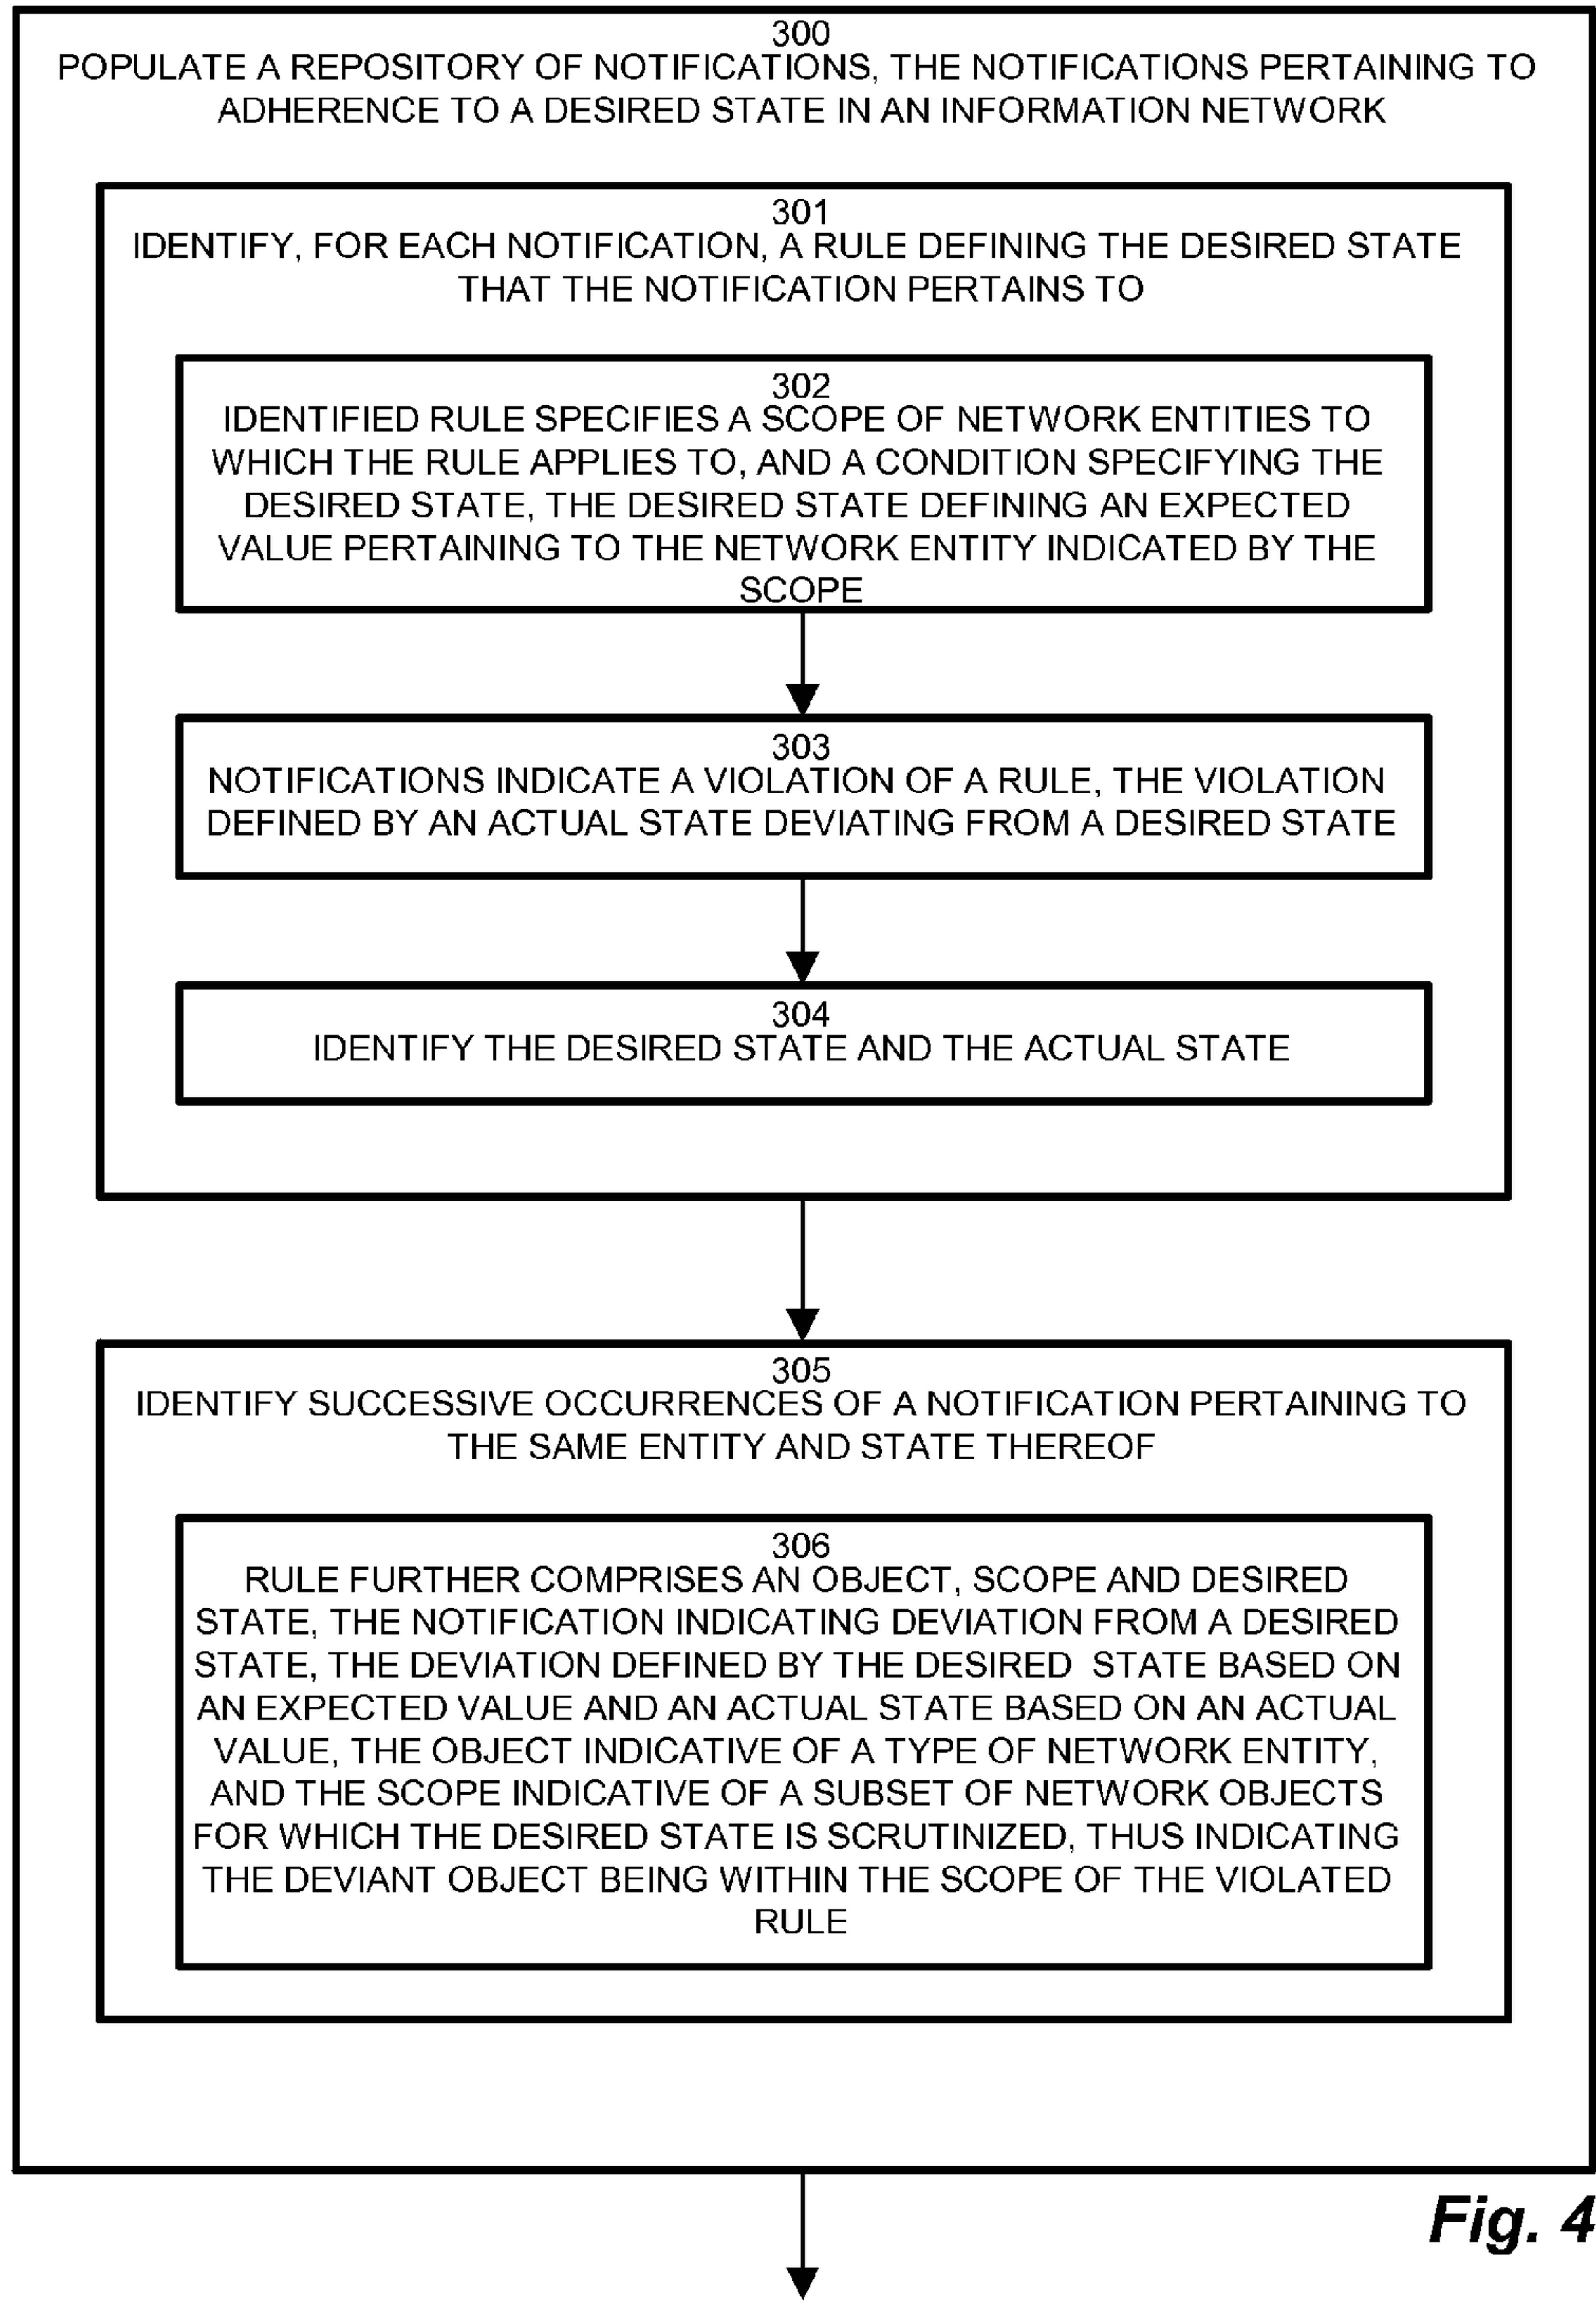 300
POPULATE A REPOSITORY OF NOTIFICATIONS, THE NOTIFICATIONS PERTAINING TO
ADHERENCE TO A DESIRED STATE IN AN INFORMATION NETWORK
301
IDENTIFY, FOR EACH NOTIFICATION, A RULE DEFINING THE DESIRED STATE
THAT THE NOTIFICATION PERTAINS TO
302
IDENTIFIED RULE SPECIFIES A SCOPE OF NETWORK ENTITIES TO
WHICH THE RULE APPLIES TO, AND A CONDITION SPECIFYING THE
DESIRED STATE, THE DESIRED STATE DEFINING AN EXPECTED
VALUE PERTAINING TO THE NETWORK ENTITY INDICATED BY THE
SCOPE
303
NOTIFICATIONS INDICATE A VIOLATION OF A RULE, THE VIOLATION
DEFINED BY AN ACTUAL STATE DEVIATING FROM A DESIRED STATE
304
IDENTIFY THE DESIRED STATE AND THE ACTUAL STATE
305
IDENTIFY SUCCESSIVE OCCURRENCES OF A NOTIFICATION PERTAINING TO
THE SAME ENTITY AND STATE THEREOF
306
RULE FURTHER COMPRISES AN OBJECT, SCOPE AND DESIRED
STATE, THE NOTIFICATION INDICATING DEVIATION FROM A DESIRED
STATE, THE DEVIATION DEFINED BY THE DESIRED STATE BASED ON
AN EXPECTED VALUE AND AN ACTUAL STATE BASED ON AN ACTUAL
VALUE, THE OBJECT INDICATIVE OF A TYPE OF NETWORK ENTITY,
AND THE SCOPE INDICATIVE OF A SUBSET OF NETWORK OBJECTS
FOR WHICH THE DESIRED STATE IS SCRUTINIZED, THUS INDICATING
THE DEVIANT OBJECT BEING WITHIN THE SCOPE OF THE VIOLATED
RULE
Fig. 4